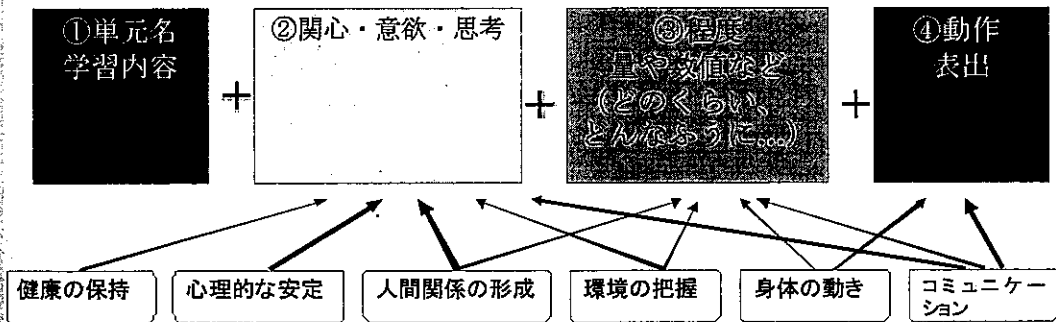 ①単元名
学習内容
+
②関心・意欲・思考
+
③程度
量や数値など
(どのくらい、
どんなふうに…)
+
④動作
表出
健康の保持
心理的な安定
人間関係の形成
環境の把握
身体の動き
コミュニケー
ション